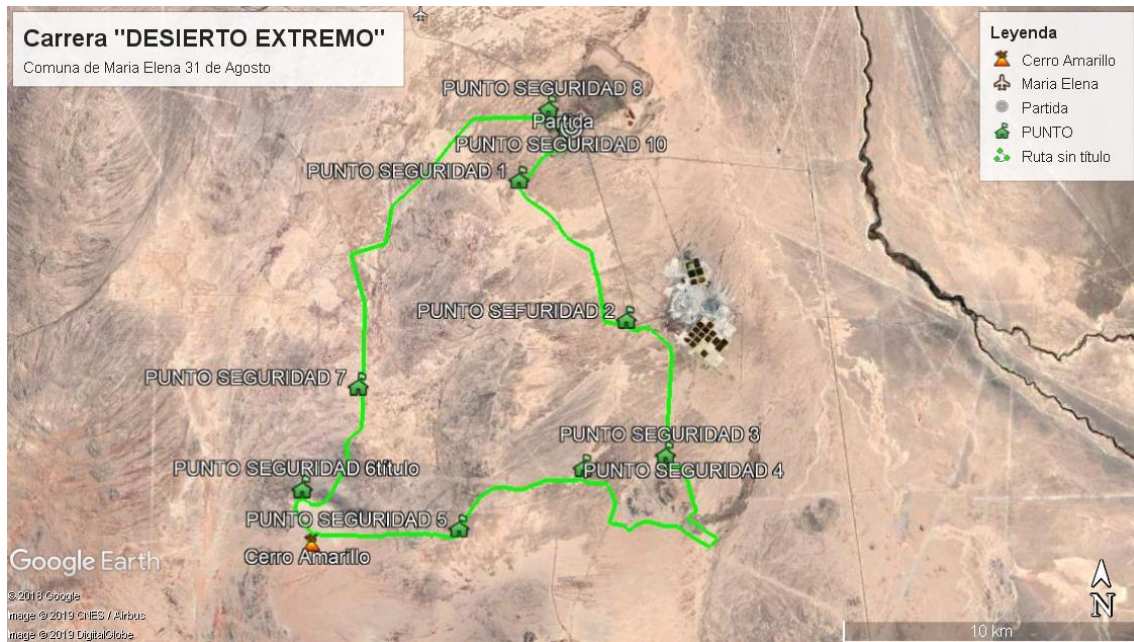 Carrera "DESIERTO EXTREMO"
Comuna de Maria Elena 31 de Agosto
Leyenda
Cerro Amarillo
Maria Elena
Partida
PUNTO
Ruta sin título
PUNTO SEGURIDAD 8
Partida
PUNTO SEGURIDAD 10
PUNTO SEGURIDAD 1
PUNTO SEFURIDAD 2
PUNTO SEGURIDAD 7
PUNTO SEGURIDAD 3
PUNTO SEGURIDAD 6título
PUNTO SEGURIDAD 4
PUNTO SEGURIDAD 5
Cerro Amarillo
Google Earth
© 2018 Google
Image © 2019 CNES / Airbus
Image © 2019 DigitalGlobe
10 km
N